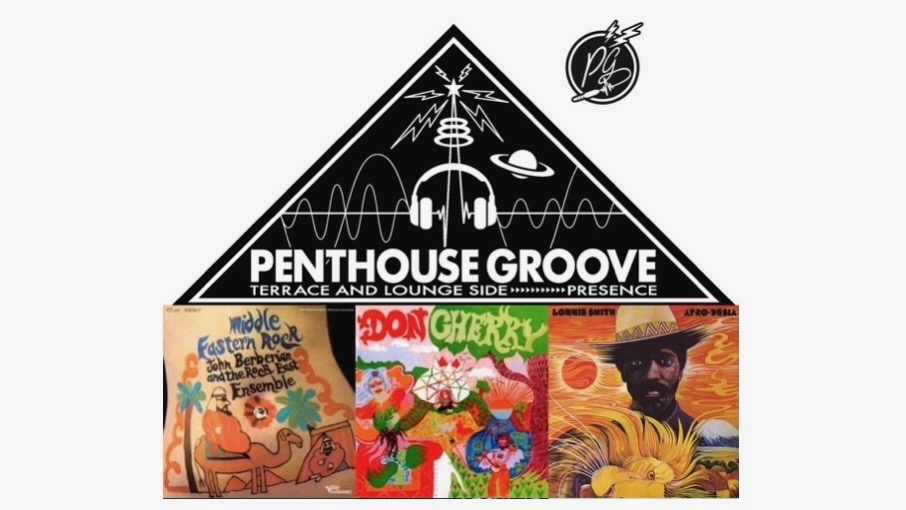 PG
PENTHOUSE GROOVE
TERRACE AND LOUNGE SIDE »»»»»» PRESENCE
Middle
Eastern Rock
John Berberian
and the Rock East
Ensemble
DON CHERRY
LONNIE SMITH AFRO-DESIA